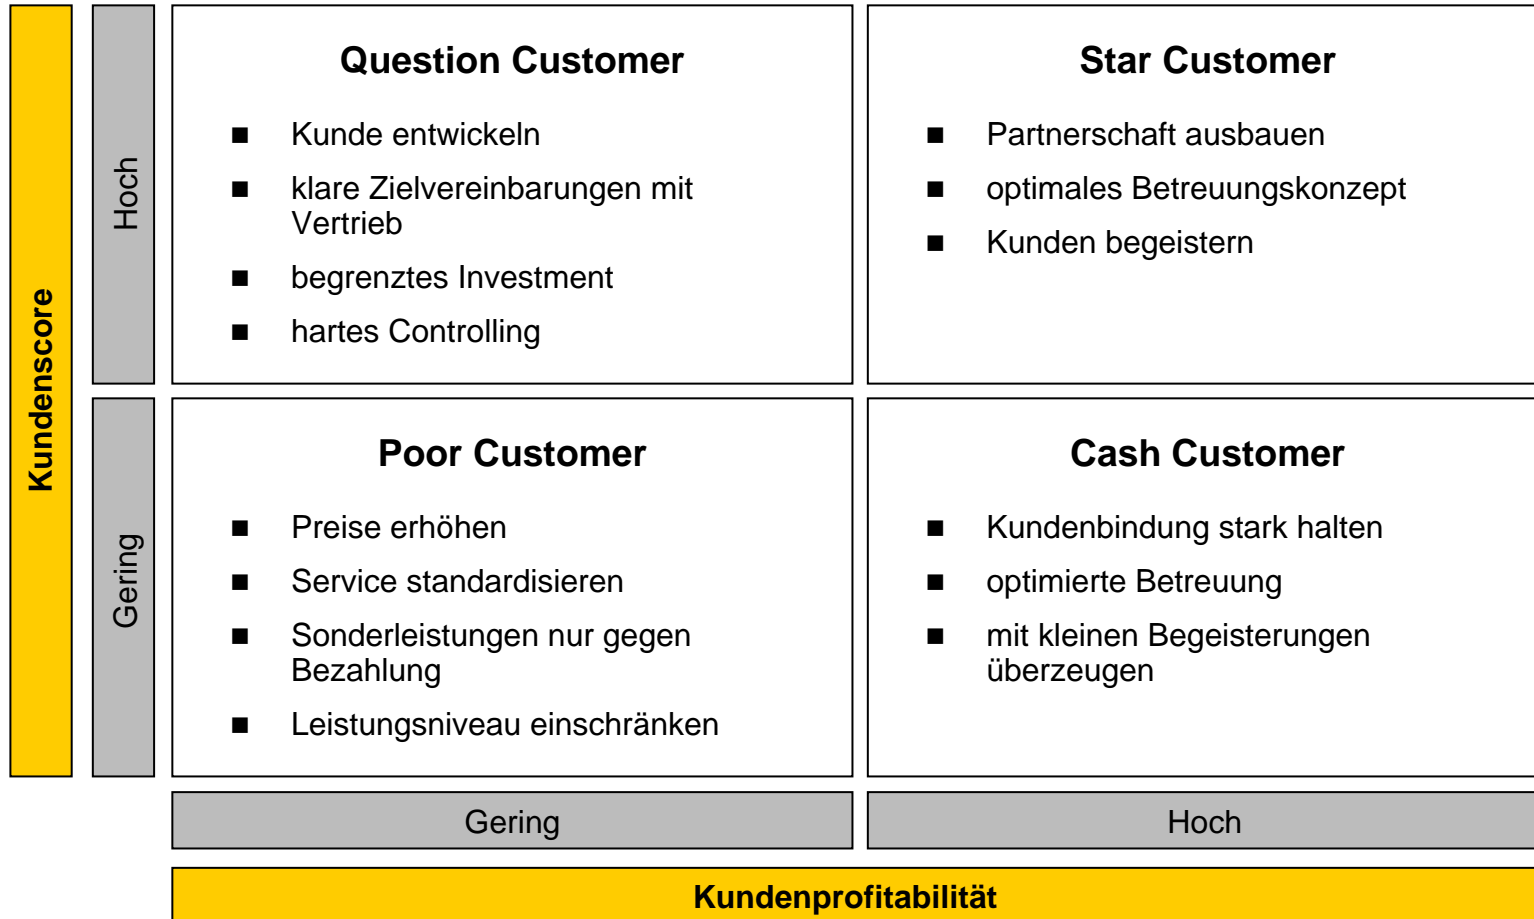 Kundenscore
Hoch
Question Customer
■ Kunde entwickeln
■ klare Zielvereinbarungen mit
Vertrieb
■ begrenztes Investment
■ hartes Controlling
Star Customer
■ Partnerschaft ausbauen
■ optimales Betreuungskonzept
■ Kunden begeistern
Gering
Poor Customer
■ Preise erhöhen
■ Service standardisieren
■ Sonderleistungen nur gegen
Bezahlung
■ Leistungsniveau einschränken
Cash Customer
■ Kundenbindung stark halten
■ optimierte Betreuung
■ mit kleinen Begeisterungen
überzeugen
Gering
Hoch
Kundenprofitabilität